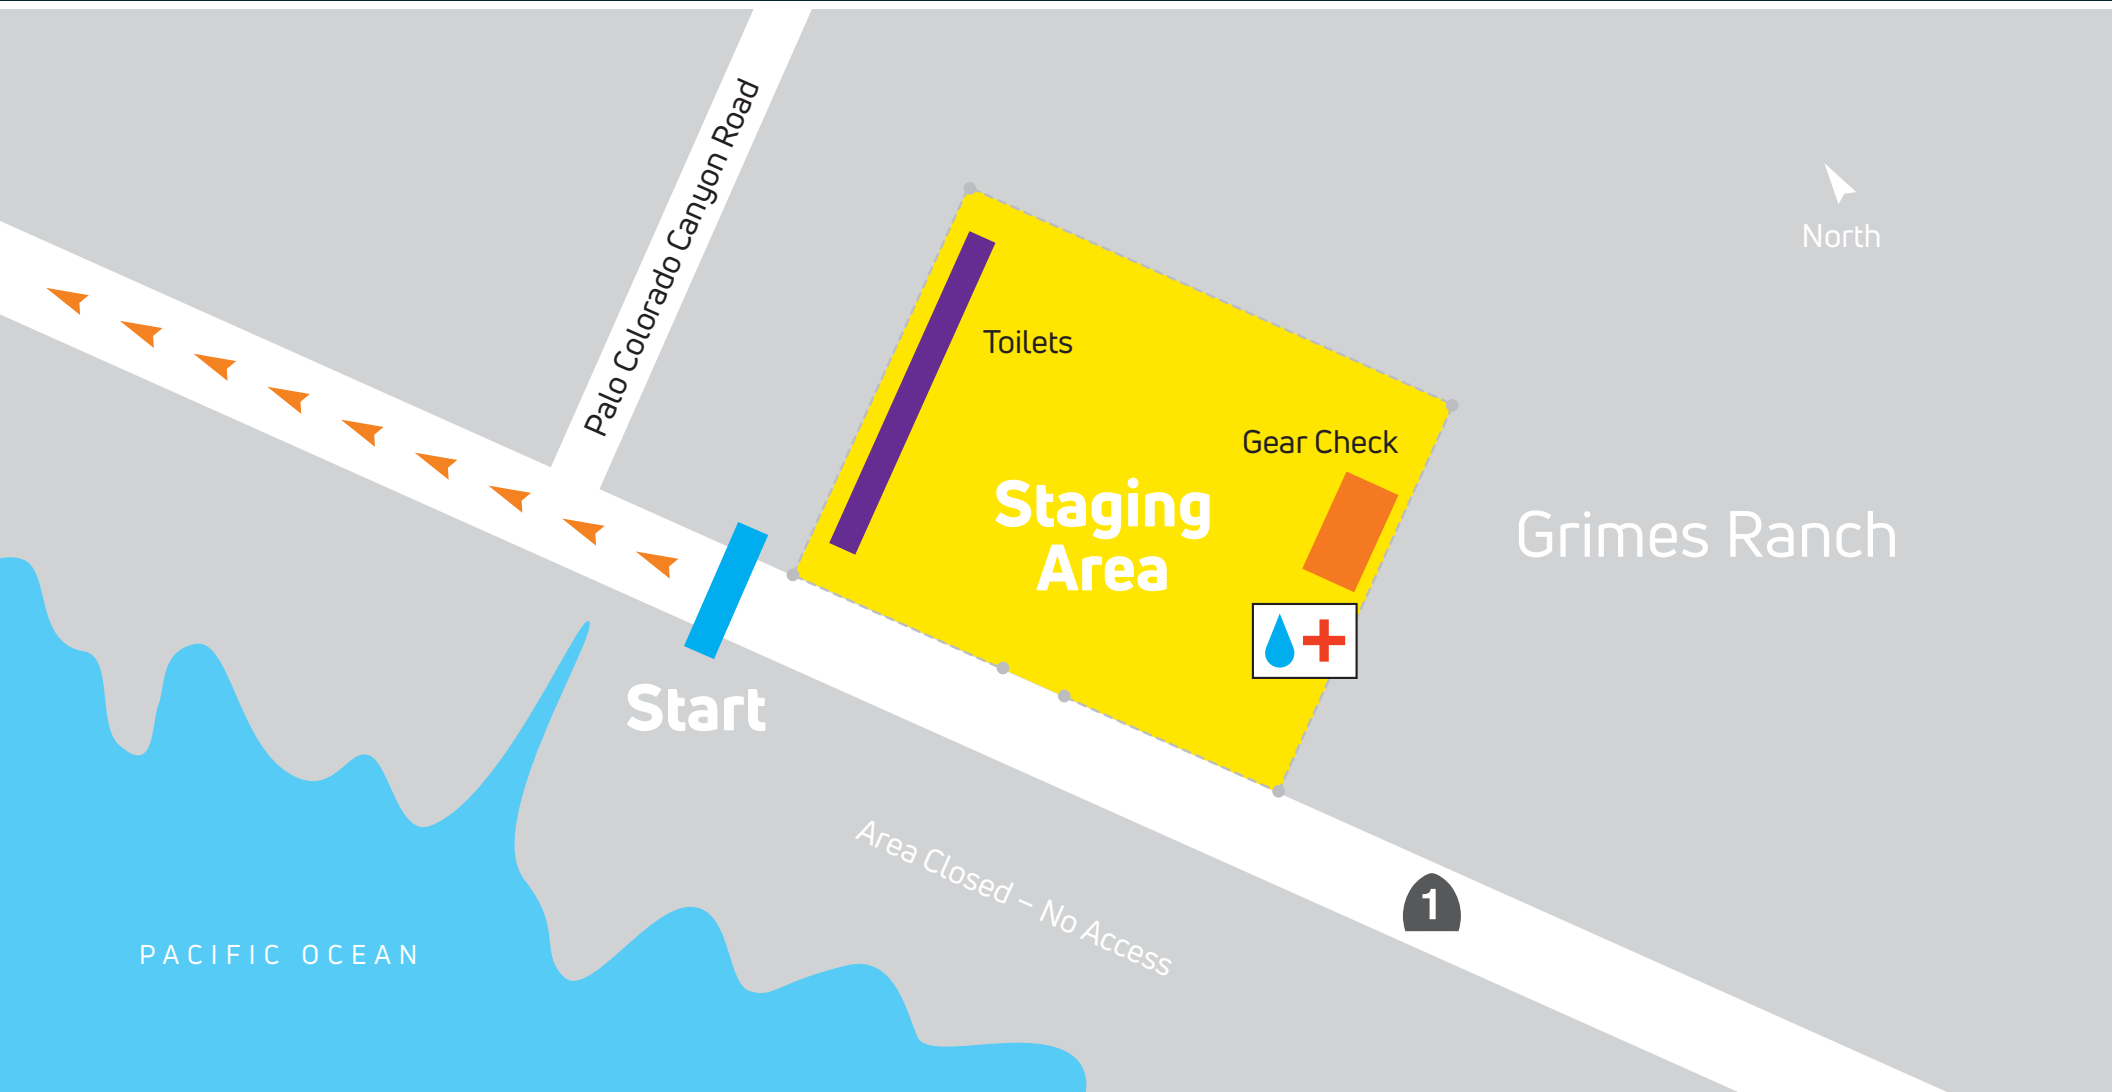 Palo Colorado Canyon Road
North
Toilets
Gear Check
Staging
Area
Grimes Ranch
Start
Area Closed – No Access
1
PACIFIC OCEAN